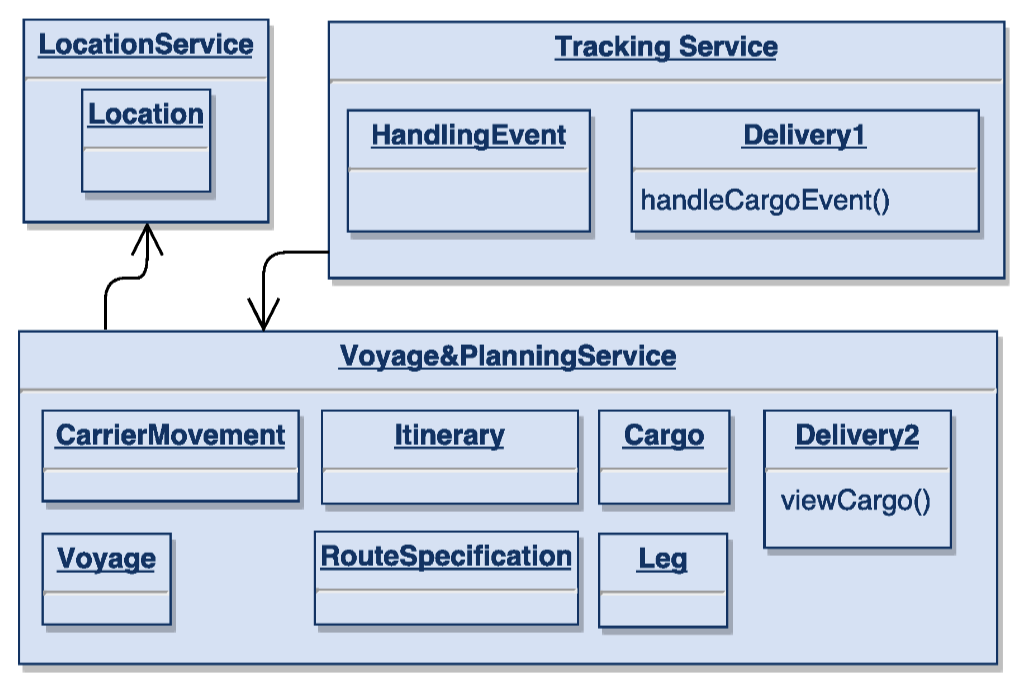 LocationService
Location
Tracking Service
HandlingEvent
Delivery1
handleCargoEvent()
Voyage&PlanningService
CarrierMovement
Itinerary
Cargo
Delivery2
viewCargo()
Voyage
RouteSpecification
Leg